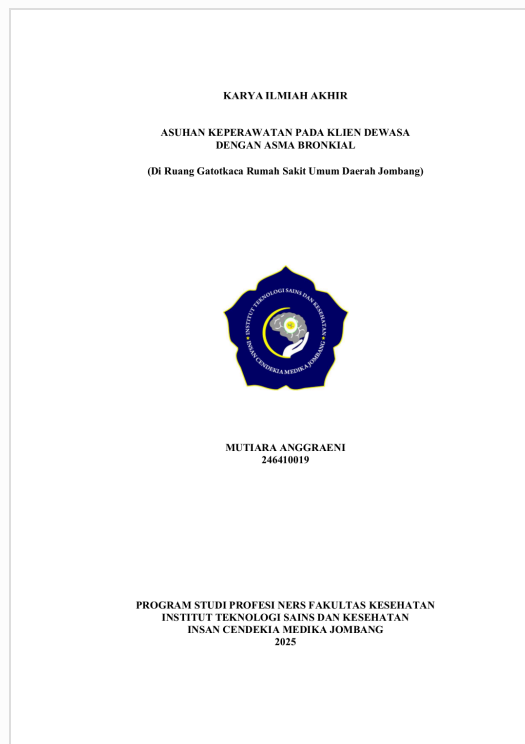 KARYA ILMIAH AKHIR
ASUHAN KEPERAWATAN PADA KLIEN DEWASA
DENGAN ASMA BRONKIAL
(Di Ruang Gatotkaca Rumah Sakit Umum Daerah Jombang)
INSTITUT TEKNOLOGI SAINS DAN KESEHATAN
INSAN CENDEKIA MEDIKA JOMBANG
MUTIARA ANGGRAENI
246410019
PROGRAM STUDI PROFESI NERS FAKULTAS KESEHATAN
INSTITUT TEKNOLOGI SAINS DAN KESEHATAN
INSAN CENDEKIA MEDIKA JOMBANG
2025